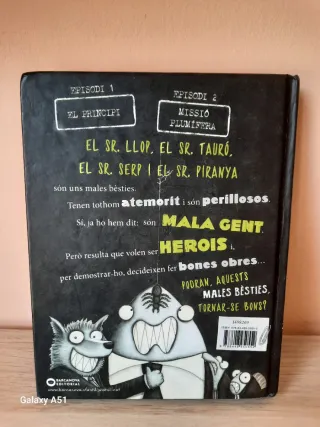 EPISODI 1
EPISODI 2
EL PRINCIPI
MISSIÓ
PLUMÍFERA
EL SR. LLOP, EL SR. TAURÓ,
EL SR. SERP I EL SR. PIRANYA
són uns males bèsties.
Tenen tothom atemorit i són perillosos.
Sí, ja ho hem dit: són MALA GENT.
Però resulta que volen ser HEROIS i,
per demostrar-ho, decideixen fer bones obres...
PODRAN, AQUESTS
MALES BÈSTIES,
TORNAR-SE BONS?
BARCANOVA
EDITORIAL
Galaxy A51